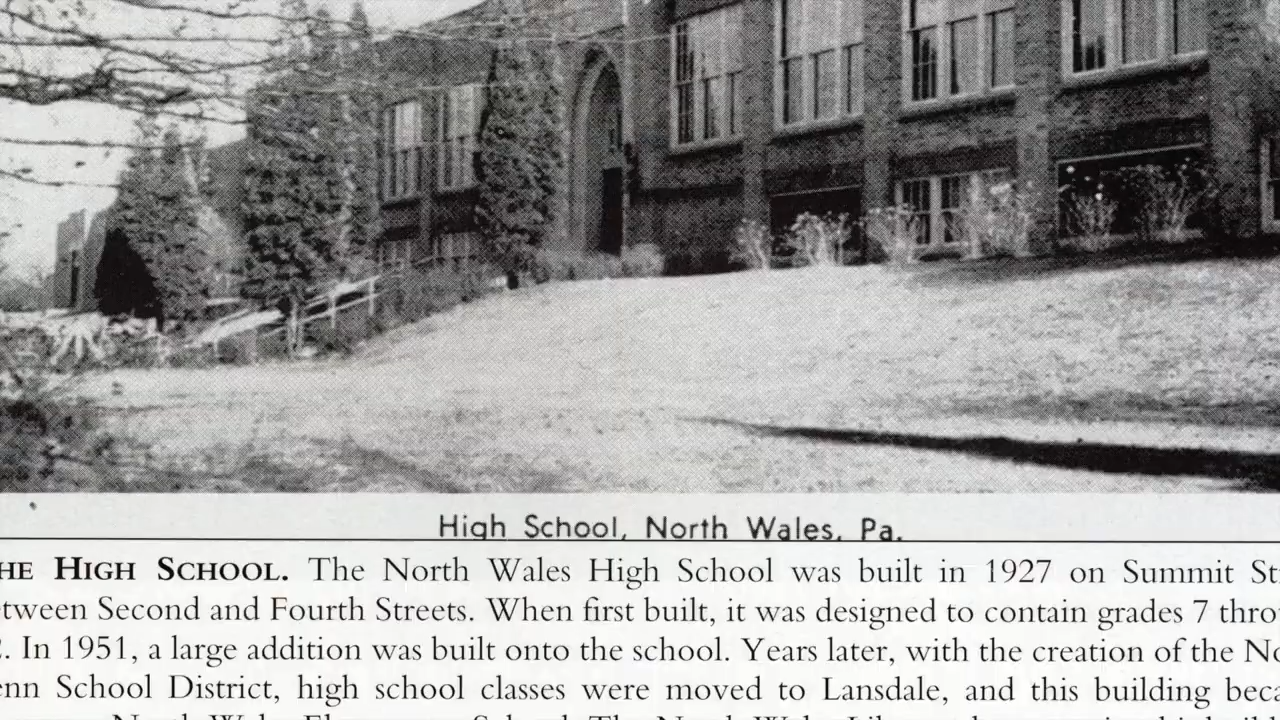 High School, North Wales, Pa.
HE HIGH SCHOOL. The North Wales High School was built in 1927 on Summit St
tween Second and Fourth Streets. When first built, it was designed to contain grades 7 thro
. In 1951, a large addition was built onto the school. Years later, with the creation of the No
enn School District, high school classes were moved to Lansdale, and this building beca